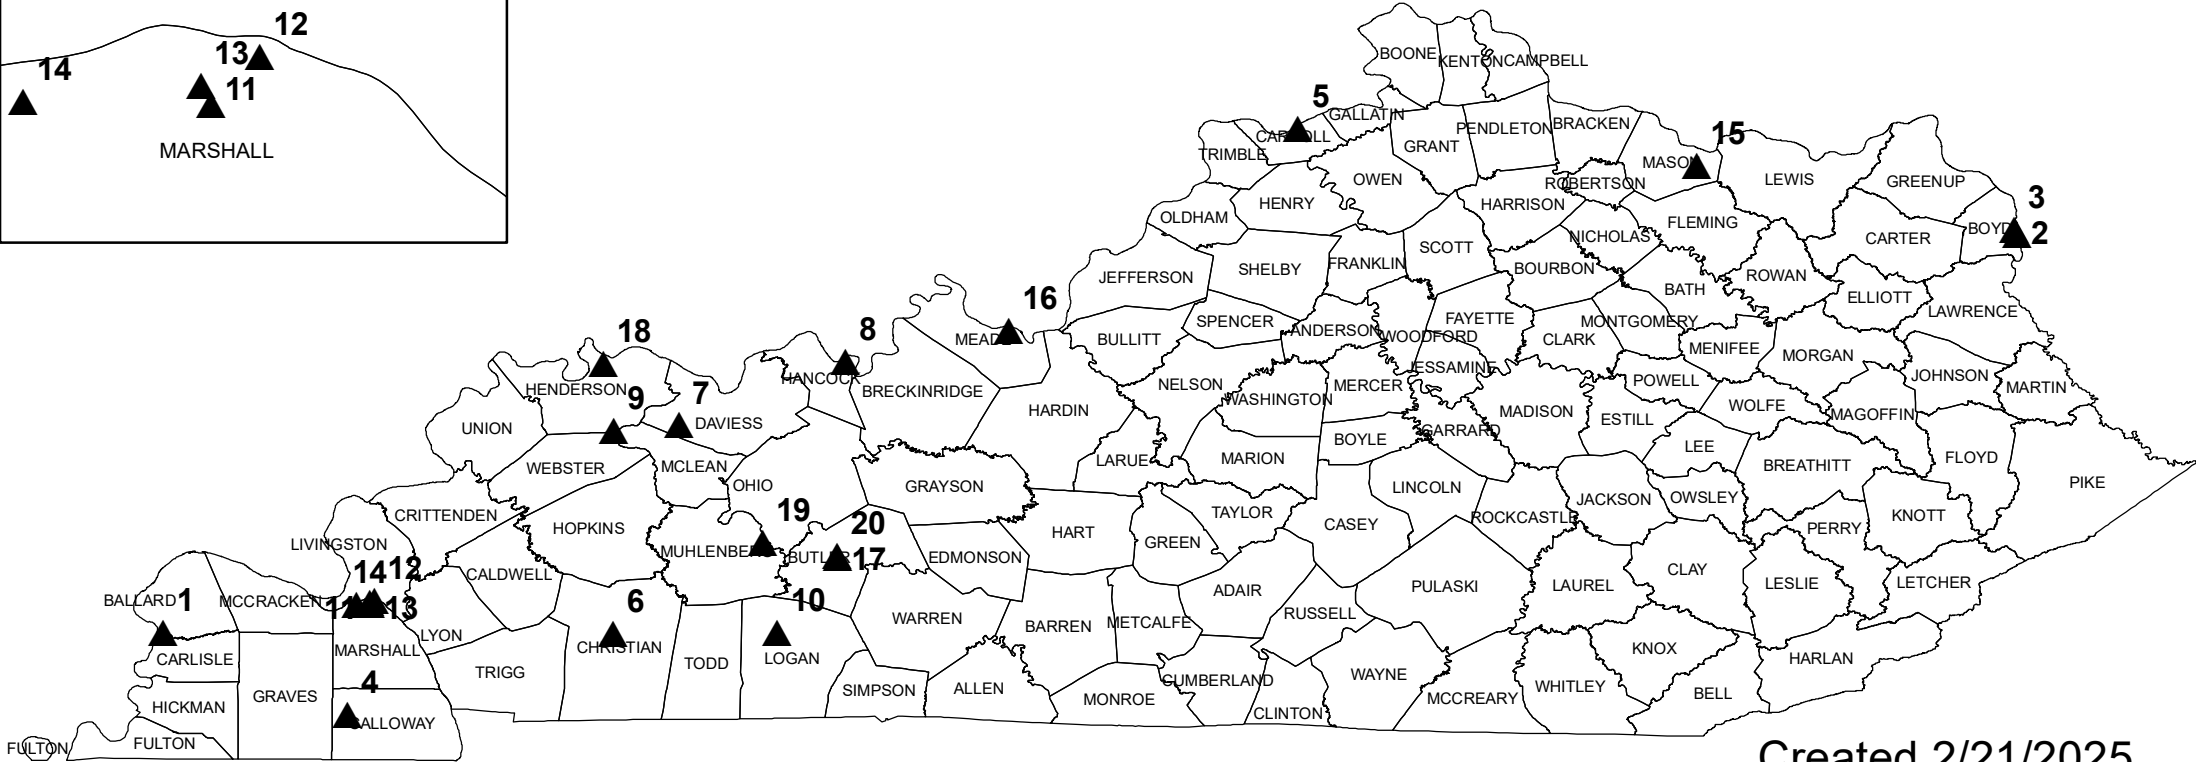 12
13
14
11
MARSHALL
BOONE
KENTON
CAMPBELL
5
GALLATIN
CARROLL
TRIMBLE
GRANT
PENDLETON
BRACKEN
15
MASON
OWEN
ROBERTSON
LEWIS
GREENUP
3
HENRY
HARRISON
OLDHAM
FLEMING
BOYD
2
NICHOLAS
CARTER
SCOTT
SHELBY
FRANKLIN
JEFFERSON
BOURBON
ROWAN
BATH
ELLIOTT
16
LAWRENCE
SPENCER
ANDERSON
FAYETTE
MONTGOMERY
18
8
MEADE
BULLITT
WOODFORD
CLARK
MENIFEE
MORGAN
JESSAMINE
HANCOCK
HENDERSON
9
7
BRECKINRIDGE
NELSON
MERCER
POWELL
JOHNSON
MARTIN
WASHINGTON
HARDIN
MADISON
WOLFE
MAGOFFIN
ESTILL
DAVIESS
UNION
GARRARD
BOYLE
LEE
WEBSTER
MCLEAN
LARUE
MARION
BREATHITT
FLOYD
OHIO
GRAYSON
LINCOLN
PIKE
JACKSON
OWSLEY
CRITTENDEN
19
20
TAYLOR
ROCKCASTLE
CASEY
KNOTT
HOPKINS
HART
PERRY
GREEN
LIVINGSTON
MUHLENBERG
BUTLER
17
EDMONSON
14
12
CALDWELL
CLAY
LESLIE
LETCHER
LAUREL
PULASKI
ADAIR
BALLARD
1
MCCRACKEN
11
13
6
10
RUSSELL
WARREN
BARREN
METCALFE
LYON
CHRISTIAN
KNOX
MARSHALL
CARLISLE
TODD
LOGAN
HARLAN
TRIGG
WAYNE
CUMBERLAND
4
SIMPSON
ALLEN
WHITLEY
BELL
GRAVES
MONROE
MCCREARY
HICKMAN
CLINTON
CALLOWAY
FULTON
FULTON
Created 2/21/2025